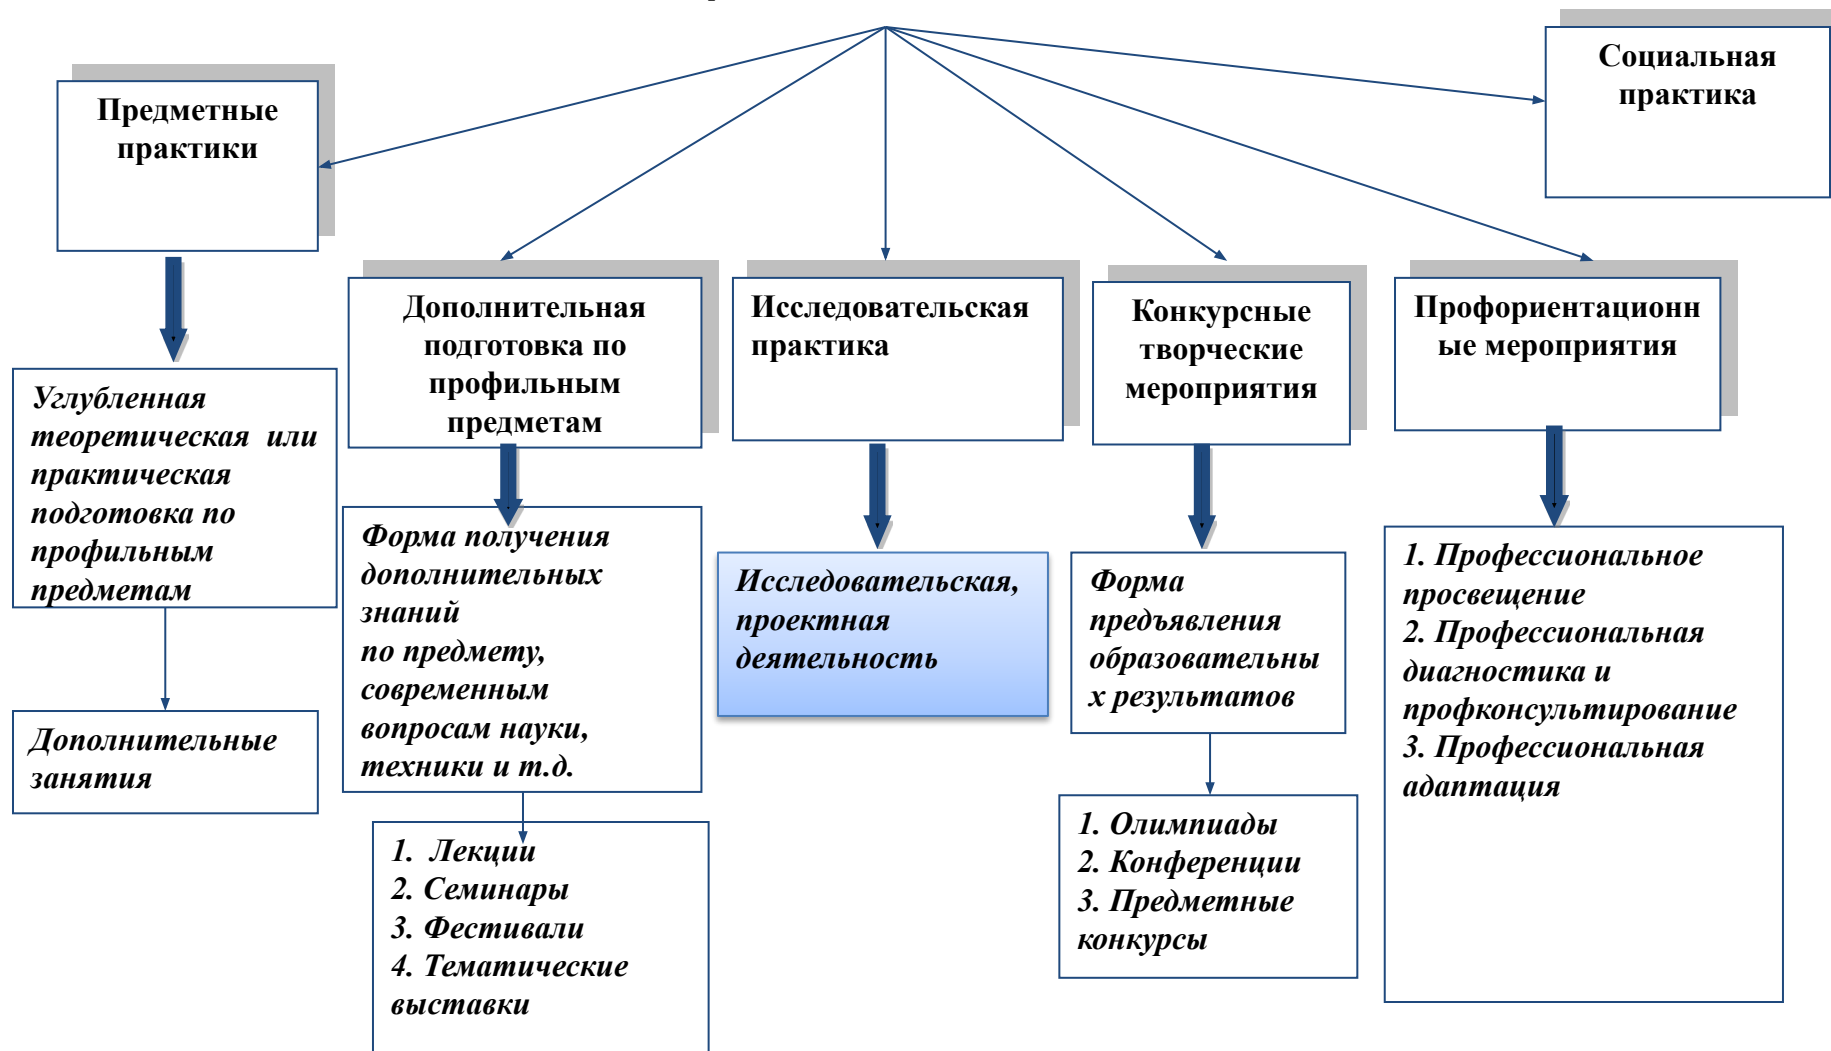 Социальная
практика
Предметные
практики
Дополнительная
подготовка по
профильным
предметам
Исследовательская
практика
Конкурсные
творческие
мероприятия
Профориентационн
ые мероприятия
Углубленная
теоретическая или
практическая
подготовка по
профильным
предметам
Форма получения
дополнительных
знаний
по предмету,
современным
вопросам науки,
техники и т.д.
Исследовательская,
проектная
деятельность
Форма
предъявления
образовательны
х результатов
1. Профессиональное
просвещение
2. Профессиональная
диагностика и
профконсультирование
3. Профессиональная
адаптация
Дополнительные
занятия
1. Лекции
2. Семинары
3. Фестивали
4. Тематические
выставки
1. Олимпиады
2. Конференции
3. Предметные
конкурсы